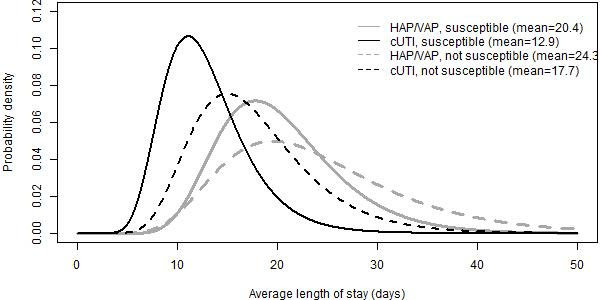 HAP/VAP, susceptible (mean=20.4)
cUTI, susceptible (mean=12.9)
HAP/VAP, not susceptible (mean=24.3
cUTI, not susceptible (mean=17.7)
Probability density
0.12
0.10
0.08
0.06
0.04
0.02
0.00
0 10 20 30 40 50
Average length of stay (days)